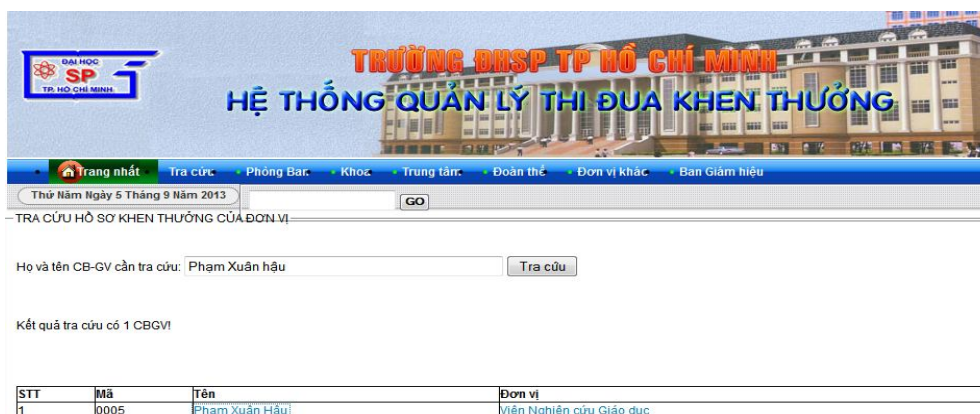 ĐẠI HỌC
SP
TP. HỒ CHÍ MINH
TRƯỜNG ĐHSP TP HỒ CHÍ MINH
HỆ THỐNG QUẢN LÝ THI ĐUA KHEN THƯỞNG
Trang nhất Tra cứu Phòng Ban Khoa Trung tâm Đoàn thể Đơn vị khác Ban Giám hiệu
Thứ Năm Ngày 5 Tháng 9 Năm 2013 GO
TRA CỨU HỒ SƠ KHEN THƯỞNG CỦA ĐƠN VỊ
Họ và tên CB-GV cần tra cứu: Phạm Xuân hậu Tra cứu
Kết quả tra cứu có 1 CBGV!
STT Mã Tên Đơn vị
1 0005 Phạm Xuân Hậu Viện Nghiên cứu Giáo dục